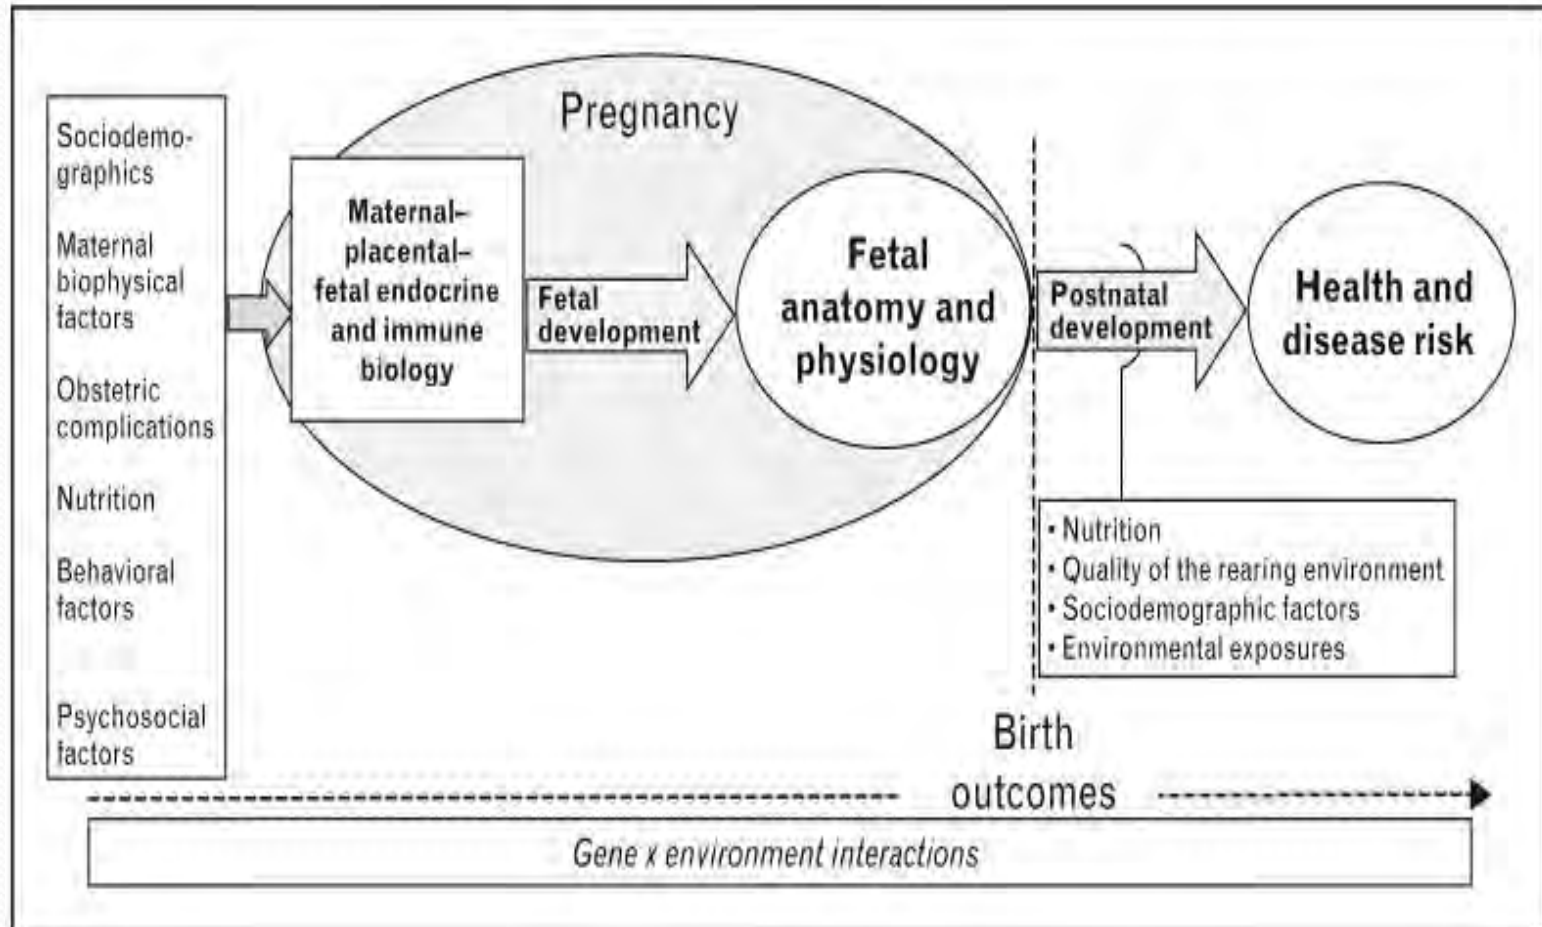 Sociodemo-
graphics
Maternal
biophysical
factors
Obstetric
complications
Nutrition
Behavioral
factors
Psychosocial
factors
Pregnancy
Maternal–
placental–
fetal endocrine
and immune
biology
Fetal
development
Fetal
anatomy and
physiology
Postnatal
development
Health and
disease risk
• Nutrition
• Quality of the rearing environment
• Sociodemographic factors
• Environmental exposures
Birth
outcomes
Gene x environment interactions